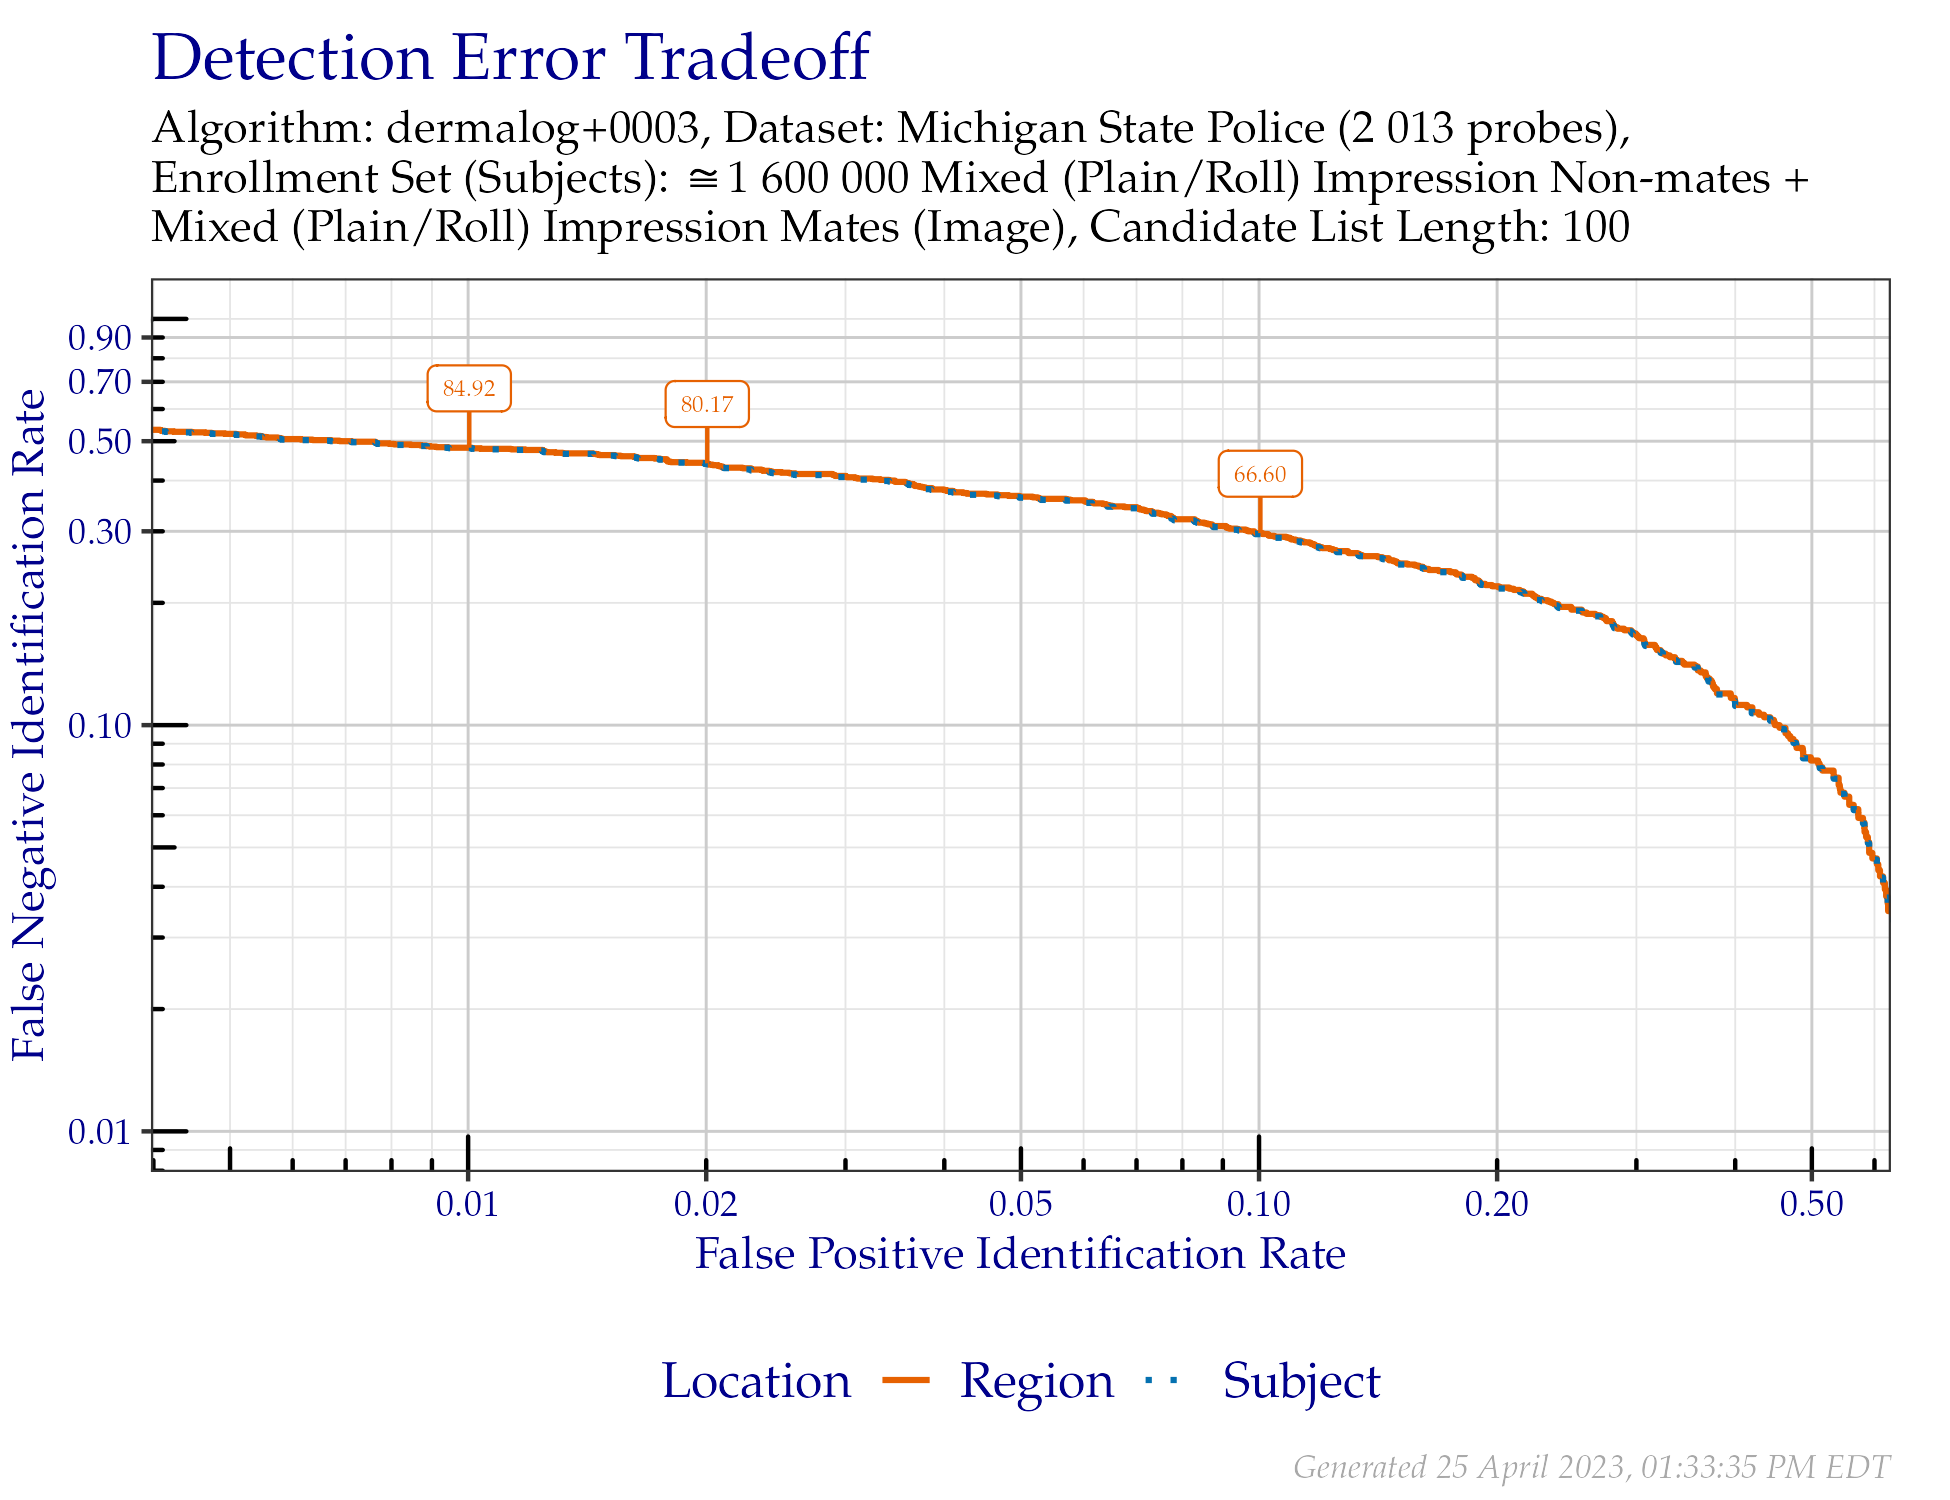 Detection Error Tradeoff
Algorithm: dermalog+0003, Dataset: Michigan State Police (2 013 probes),
Enrollment Set (Subjects): ≅1 600 000 Mixed (Plain/Roll) Impression Non-mates +
Mixed (Plain/Roll) Impression Mates (Image), Candidate List Length: 100
False Negative Identification Rate
0.90
0.70
0.50
0.30
0.10
0.01
84.92
80.17
66.60
0.01 0.02 0.05 0.10 0.20 0.50
False Positive Identification Rate
Location Region Subject
Generated 25 April 2023, 01:33:35 PM EDT